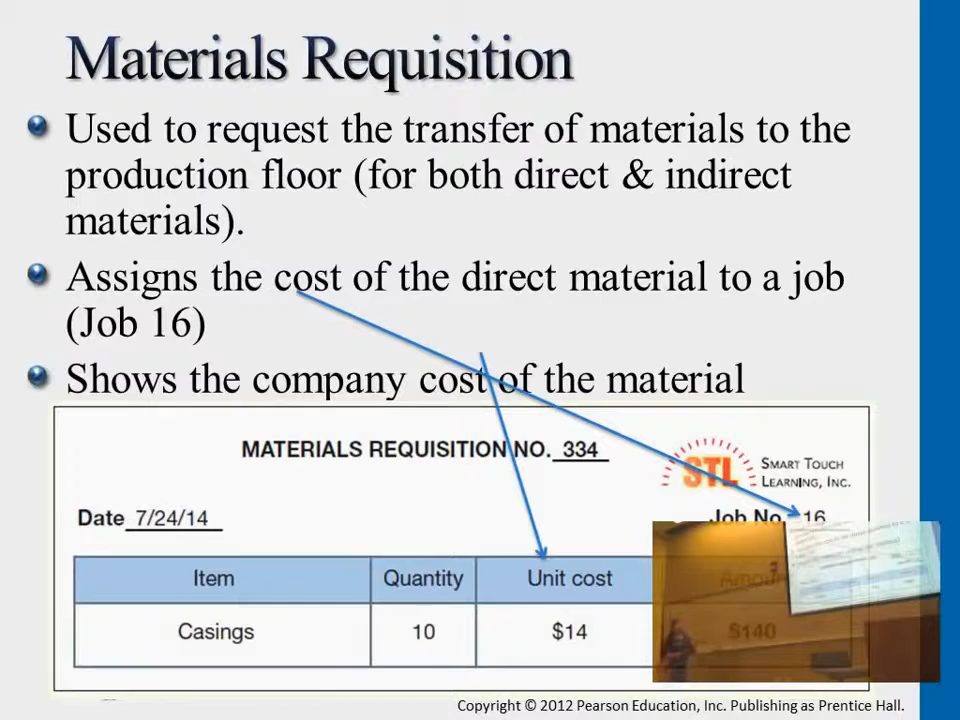 Materials Requisition
Used to request the transfer of materials to the
production floor (for both direct & indirect
materials).
Assigns the cost of the direct material to a job
(Job 16)
Shows the company cost of the material
MATERIALS REQUISITION NO. 334
STL
SMART TOUCH
LEARNING, INC.
Date 7/24/14
Job No. 16
Item Quantity Unit cost Amount
Casings 10 $14 $140
Copyright © 2012 Pearson Education, Inc. Publishing as Prentice Hall.